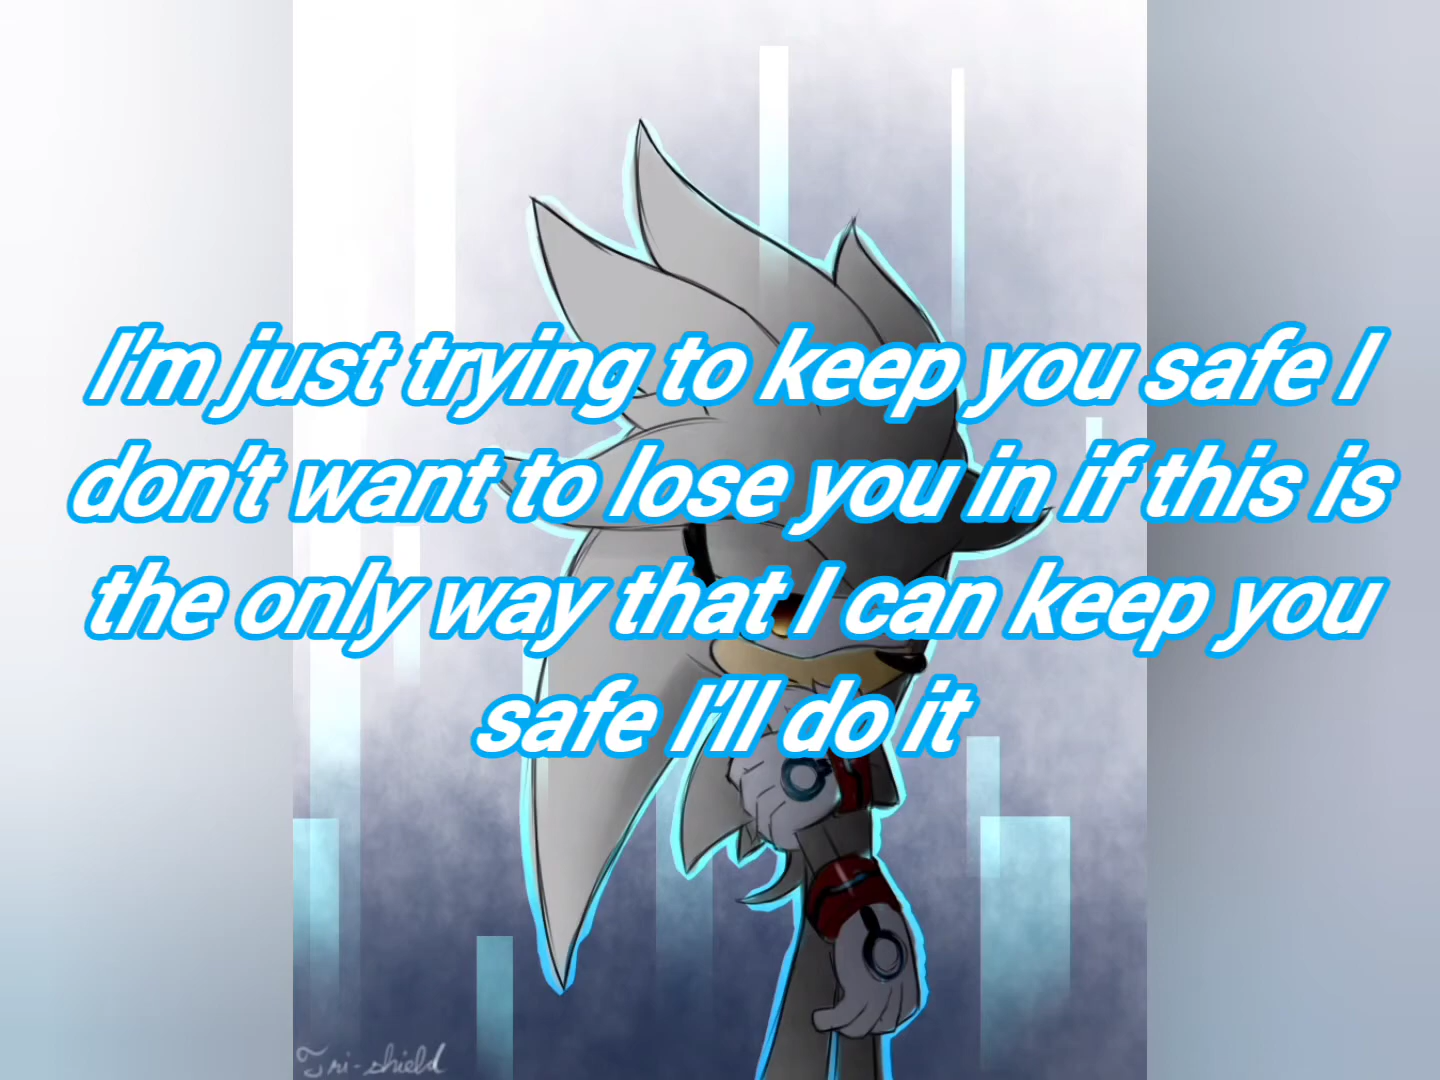 I'm just trying to keep you safe I
don't want to lose you in if this is
the only way that I can keep you
safe I'll do it
Tri-shield